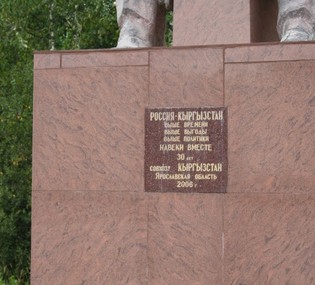 РОССИЯ-КЫРГЫЗСТАН
ВЫШЕ ВРЕМЕНИ
ВЫШЕ ВЫГОДЫ
ВЫШЕ ПОЛИТИКИ
НАВЕКИ ВМЕСТЕ
30 лет
КЫРГЫЗСТАН
ЯРОСЛАВСКАЯ ОБЛАСТЬ
2006 г